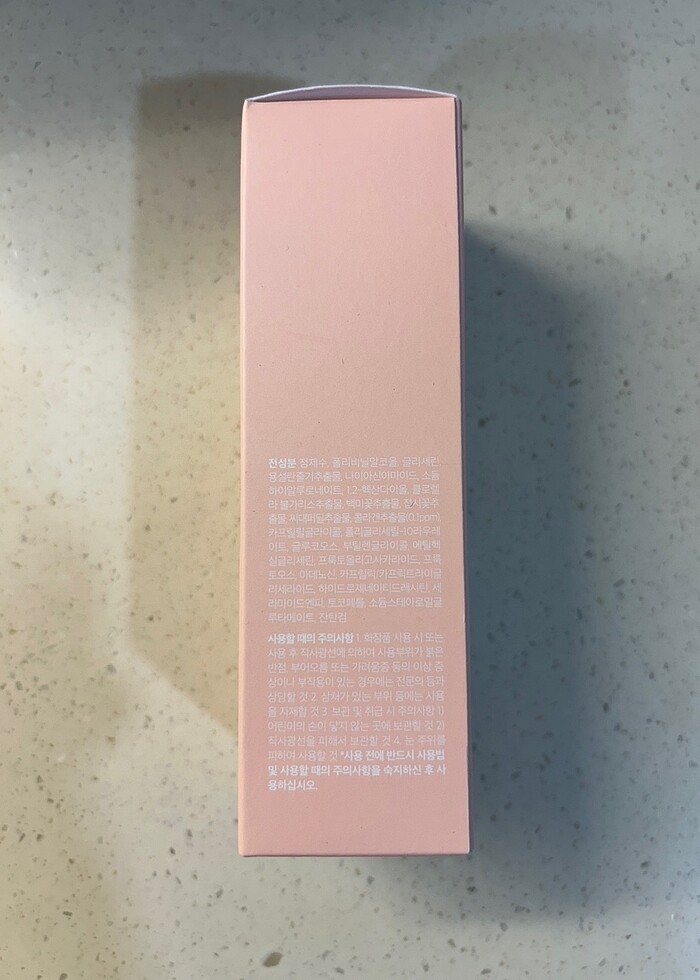 전성분 정제수, 폴리비닐알코올, 글리세린,
용설란줄기추출물, 나이아신아마이드, 소듐
하이알루로네이트, 1,2-헥산다이올, 클로렐
라 불가리스추출물, 백미꽃추출물, 접시꽃추
출물, 씨대퍼딜추출물, 콜라겐추출물(0.1ppm),
카프릴릴글라이콜, 폴리글리세릴-10라우레
이트, 글루코오스, 부틸렌글라이콜, 에틸헥
실글리세린, 프룩토올리고사카라이드, 프룩
토오스, 아데노신, 카프릴릭/카프릭트라이글
리세라이드, 하이드로제네이티드레시틴, 세
라마이드엔피, 토코페롤, 소듐스테아로일글
루타메이트, 잔탄검
사용할 때의 주의사항 1. 화장품 사용 시 또는
사용 후 직사광선에 의하여 사용부위가 붉은
반점, 부어오름 또는 가려움증 등의 이상 증
상이나 부작용이 있는 경우에는 전문의 등과
상담할 것 2. 상처가 있는 부위 등에는 사용
을 자제할 것 3. 보관 및 취급 시 주의사항 1)
어린이의 손이 닿지 않는 곳에 보관할 것 2)
직사광선을 피해서 보관할 것 4. 눈 주위를
피하여 사용할 것 *사용 전에 반드시 사용법
및 사용할 때의 주의사항을 숙지하신 후 사
용하십시오.